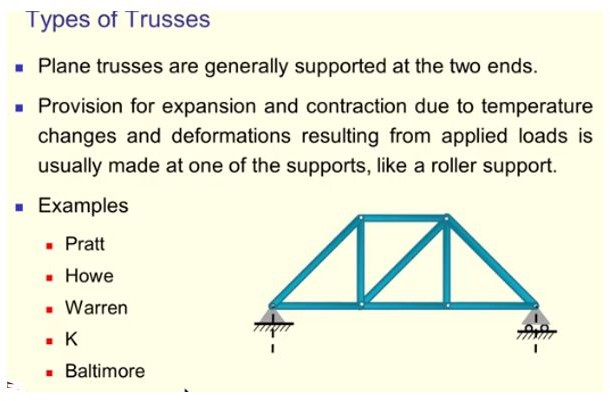 Types of Trusses
Plane trusses are generally supported at the two ends.
Provision for expansion and contraction due to temperature
changes and deformations resulting from applied loads is
usually made at one of the supports, like a roller support.
Examples
Pratt
Howe
Warren
K
Baltimore